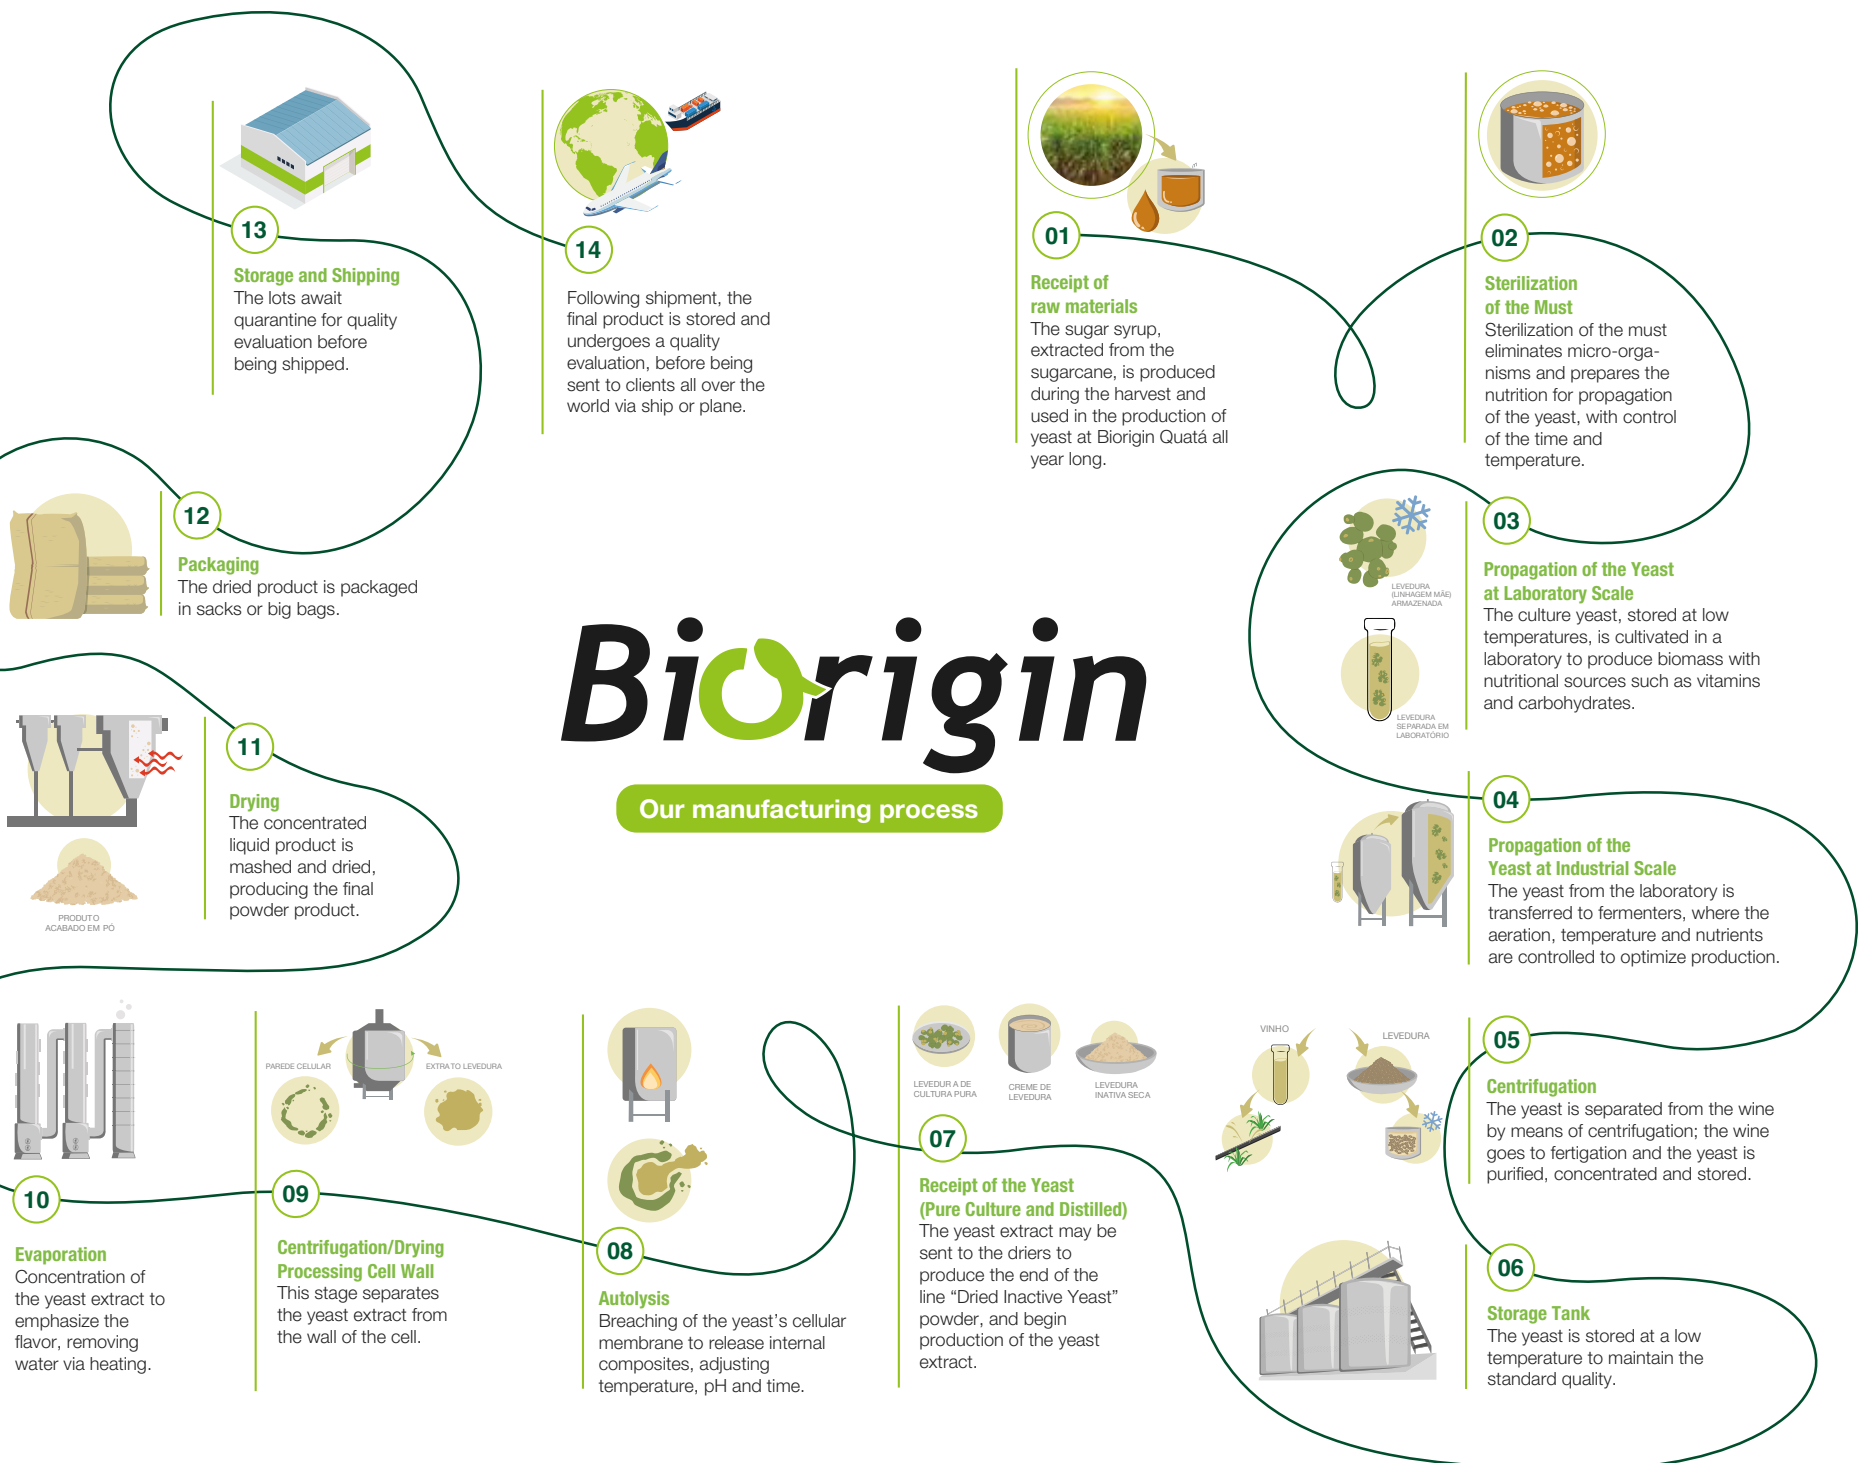 Biorigin
Our manufacturing process
01
Receipt of
raw materials
The sugar syrup,
extracted from the
sugarcane, is produced
during the harvest and
used in the production of
yeast at Biorigin Quatá all
year long.
02
Sterilization
of the Must
Sterilization of the must
eliminates micro-orga-
nisms and prepares the
nutrition for propagation
of the yeast, with control
of the time and
temperature.
03
LEVEDURA
(LINHAGEM MÃE)
ARMAZENADA
LEVEDURA
SEPARADA EM
LABORATÓRIO
Propagation of the Yeast
at Laboratory Scale
The culture yeast, stored at low
temperatures, is cultivated in a
laboratory to produce biomass with
nutritional sources such as vitamins
and carbohydrates.
04
Propagation of the
Yeast at Industrial Scale
The yeast from the laboratory is
transferred to fermenters, where the
aeration, temperature and nutrients
are controlled to optimize production.
VINHO
LEVEDURA
05
Centrifugation
The yeast is separated from the wine
by means of centrifugation; the wine
goes to fertigation and the yeast is
purified, concentrated and stored.
06
Storage Tank
The yeast is stored at a low
temperature to maintain the
standard quality.
LEVEDUR A DE
CULTURA PURA
CREME DE
LEVEDURA
LEVEDURA
INATIVA SECA
07
Receipt of the Yeast
(Pure Culture and Distilled)
The yeast extract may be
sent to the driers to
produce the end of the
line “Dried Inactive Yeast”
powder, and begin
production of the yeast
extract.
08
Autolysis
Breaching of the yeast's cellular
membrane to release internal
composites, adjusting
temperature, pH and time.
PAREDE CELULAR
EXTRATO LEVEDURA
09
Centrifugation/Drying
Processing Cell Wall
This stage separates
the yeast extract from
the wall of the cell.
10
Evaporation
Concentration of
the yeast extract to
emphasize the
flavor, removing
water via heating.
11
PRODUTO
ACABADO EM PÓ
Drying
The concentrated
liquid product is
mashed and dried,
producing the final
powder product.
12
Packaging
The dried product is packaged
in sacks or big bags.
13
Storage and Shipping
The lots await
quarantine for quality
evaluation before
being shipped.
14
Following shipment, the
final product is stored and
undergoes a quality
evaluation, before being
sent to clients all over the
world via ship or plane.